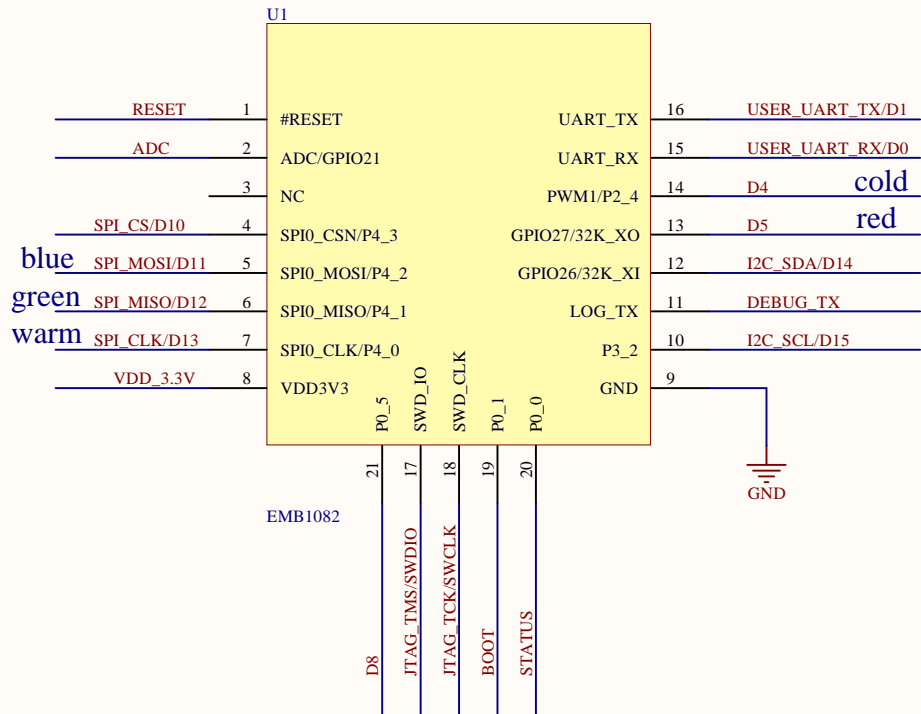 U1
RESET 1 #RESET UART_TX 16 USER_UART_TX/D1
ADC 2 ADC/GPIO21 UART_RX 15 USER_UART_RX/D0
3 NC PWM1/P2_4 14 D4 cold
SPI_CS/D10 4 SPI0_CSN/P4_3 GPIO27/32K_XO 13 D5 red
blue SPI_MOSI/D11 5 SPI0_MOSI/P4_2 GPIO26/32K_XI 12 I2C_SDA/D14
green SPI_MISO/D12 6 SPI0_MISO/P4_1 LOG_TX 11 DEBUG_TX
warm SPI_CLK/D13 7 SPI0_CLK/P4_0 P3_2 10 I2C_SCL/D15
VDD_3.3V 8 VDD3V3 GND 9
P0_5 SWD_IO SWD_CLK P0_1 P0_0
21 17 18 19 20
GND
EMB1082
D8 JTAG_TMS/SWDIO JTAG_TCK/SWCLK BOOT STATUS